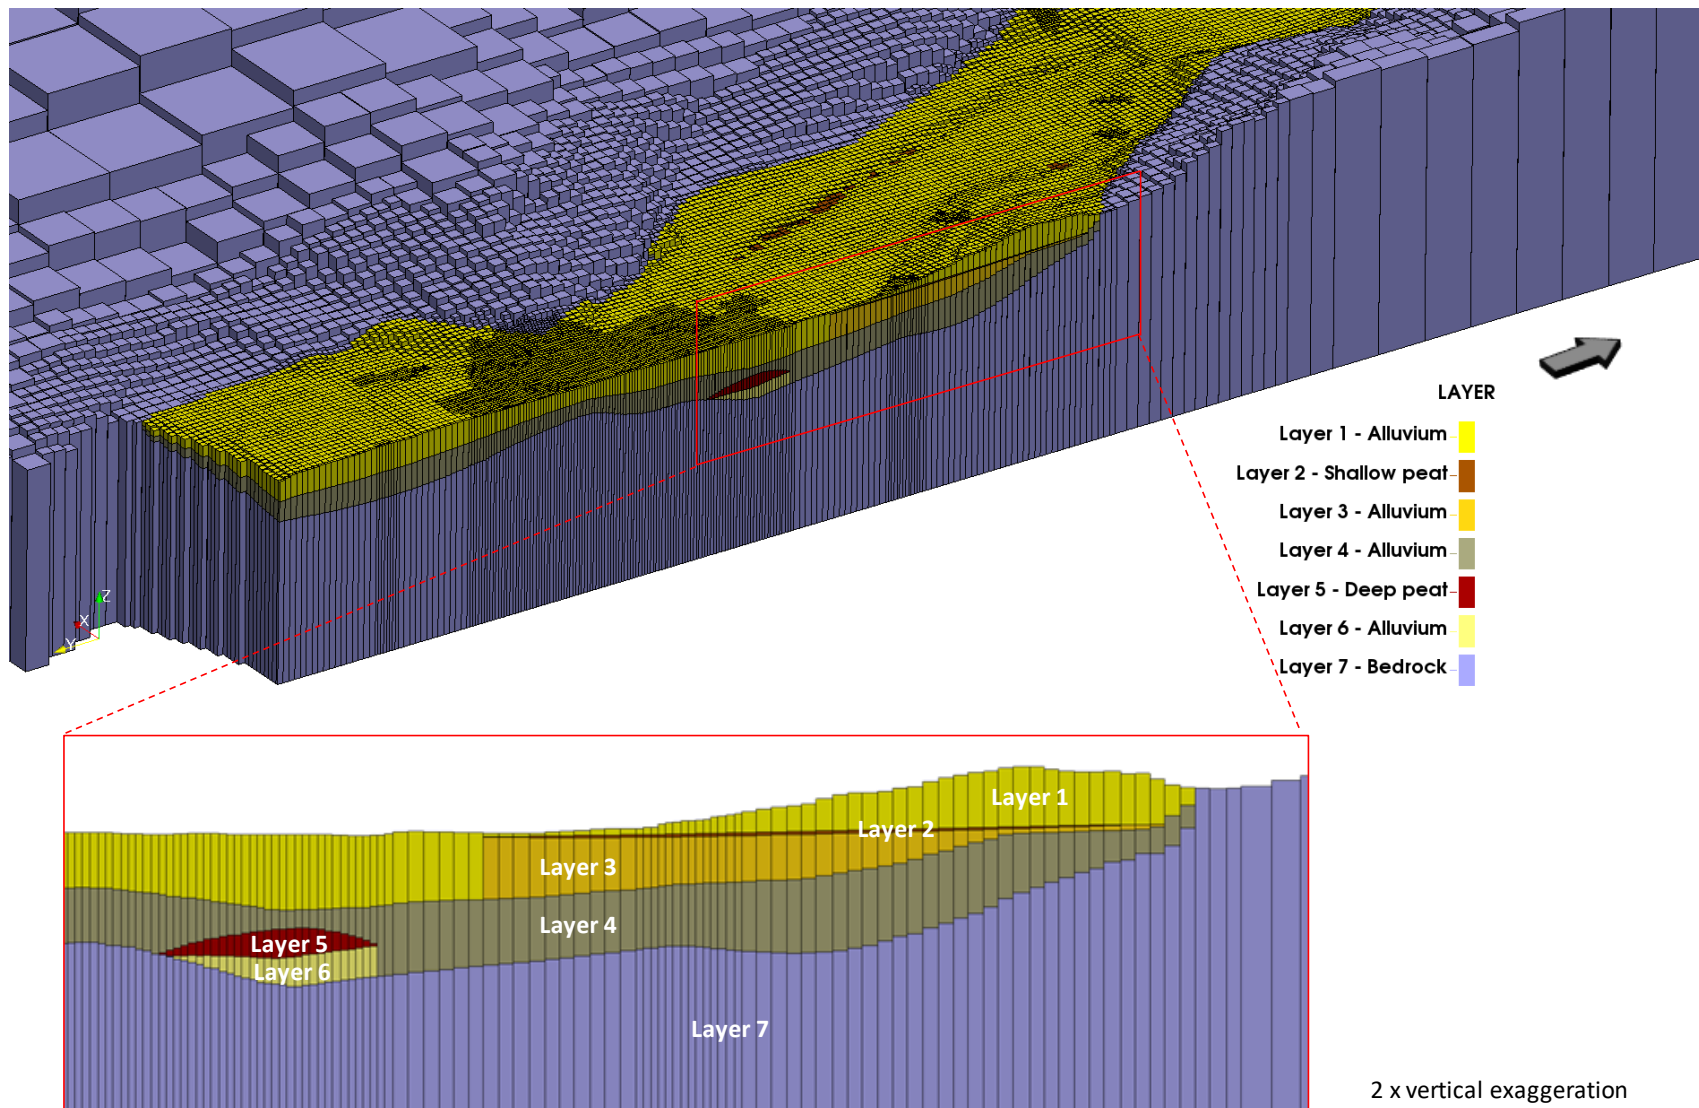 LAYER
Layer 1 - Alluvium
Layer 2 - Shallow peat
Layer 3 - Alluvium
Layer 4 - Alluvium
Layer 5 - Deep peat
Layer 6 - Alluvium
Layer 7 - Bedrock
Z
X
Y
Layer 1
Layer 2
Layer 3
Layer 4
Layer 5
Layer 6
Layer 7
2 x vertical exaggeration